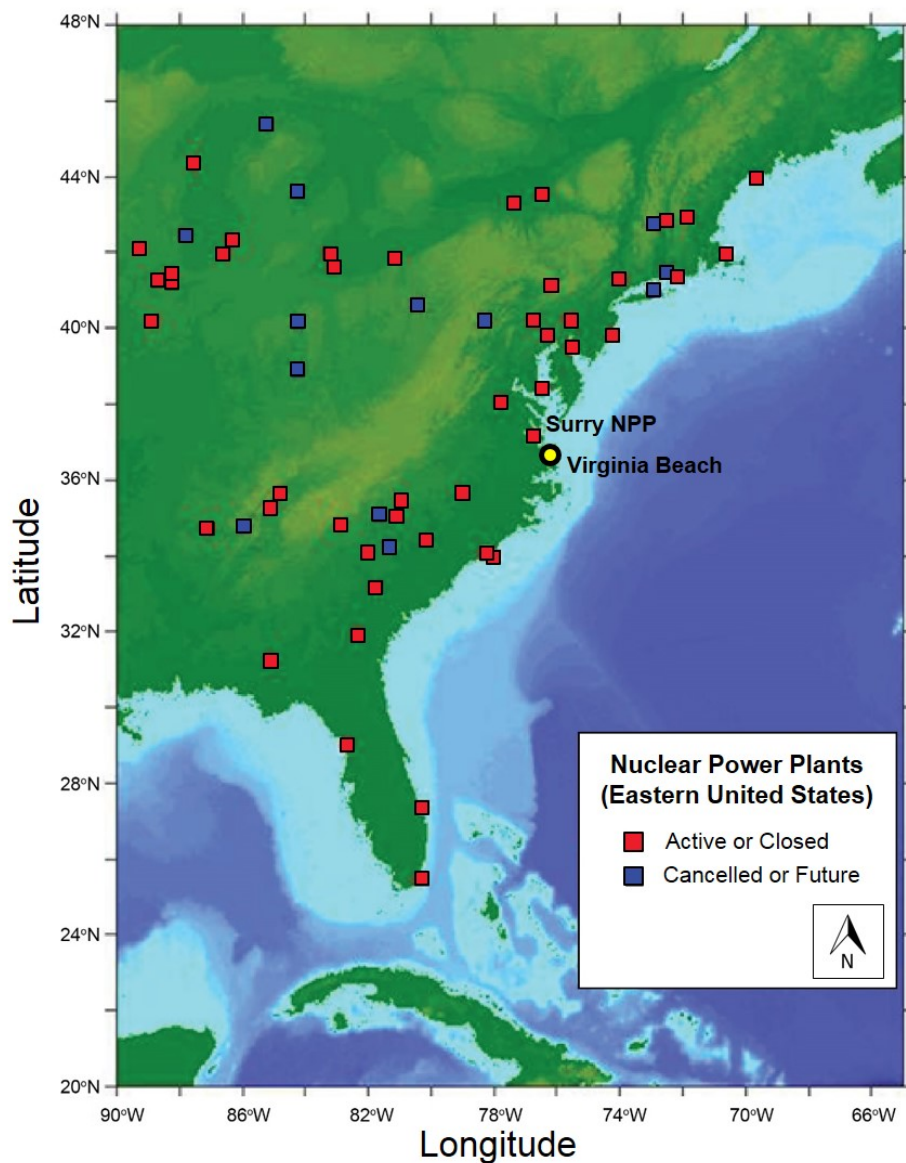 48°N
44°N
40°N
36°N
32°N
28°N
24°N
20°N
Latitude
Surry NPP
Virginia Beach
Nuclear Power Plants
(Eastern United States)
Active or Closed
Cancelled or Future
N
90°W 86°W 82°W 78°W 74°W 70°W 66°W
Longitude